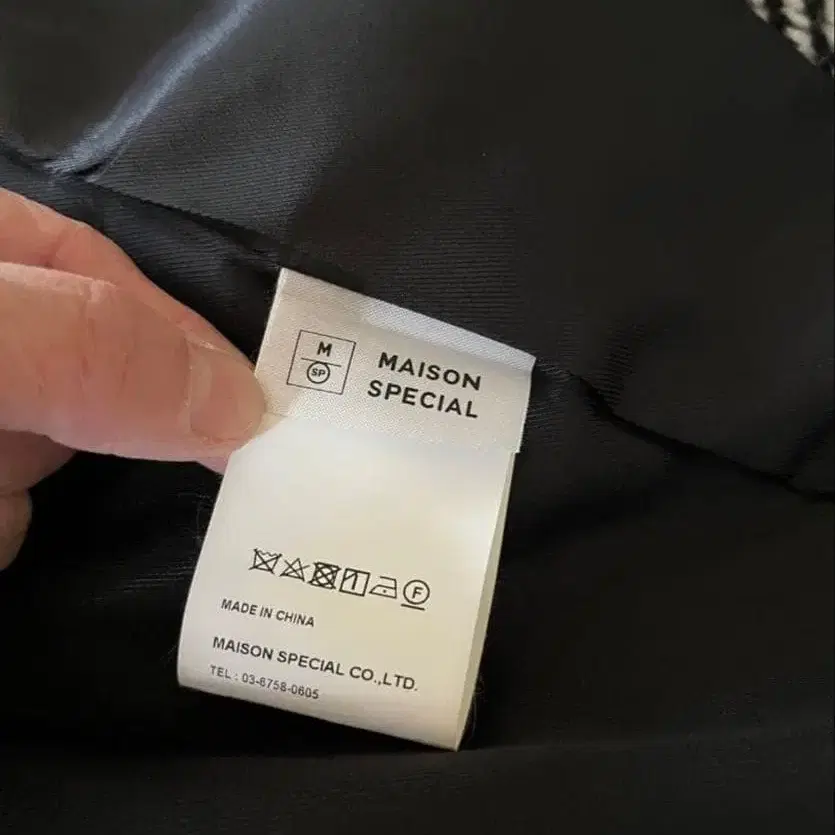 M
SP
MAISON
SPECIAL
F
MADE IN CHINA
MAISON SPECIAL CO.,LTD.
TEL : 03-6758-0605